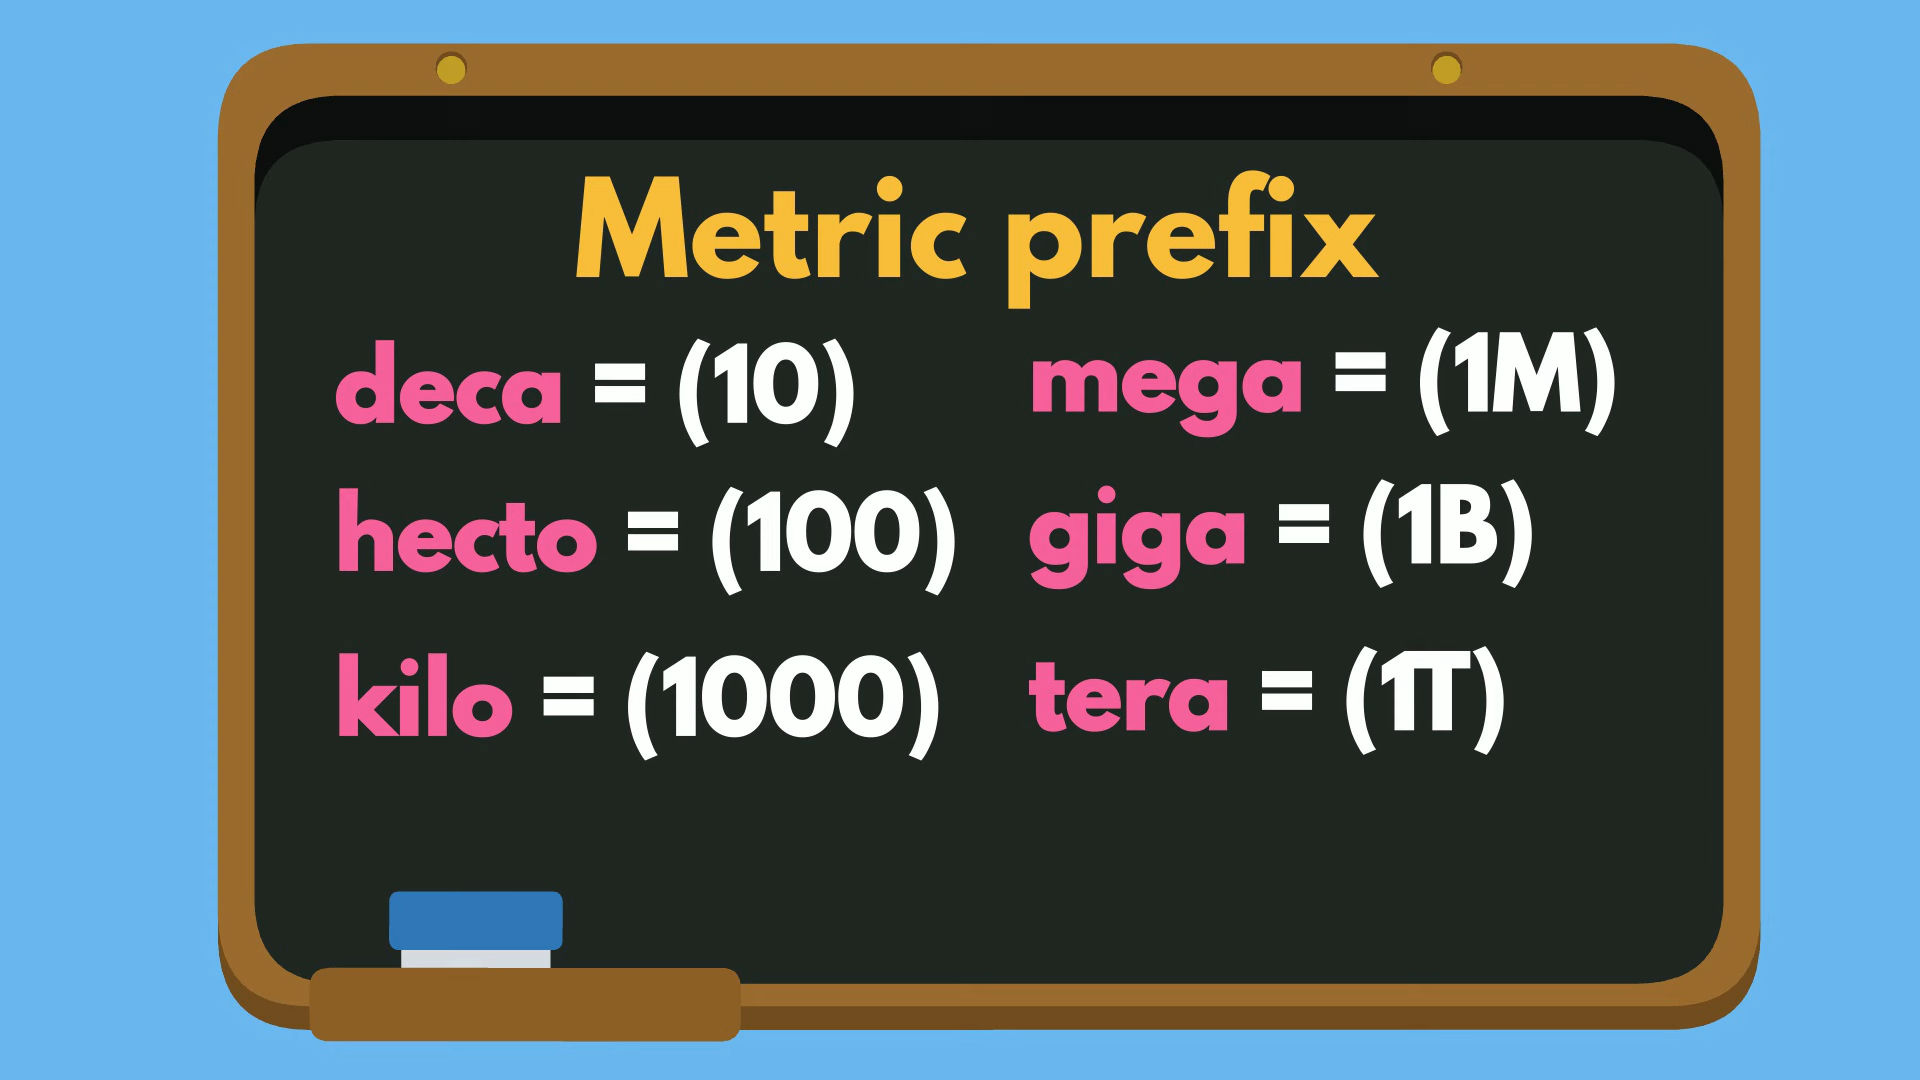 Metric prefix
deca = (10)
hecto = (100)
kilo = (1000)
mega = (1M)
giga = (1B)
tera = (1T)